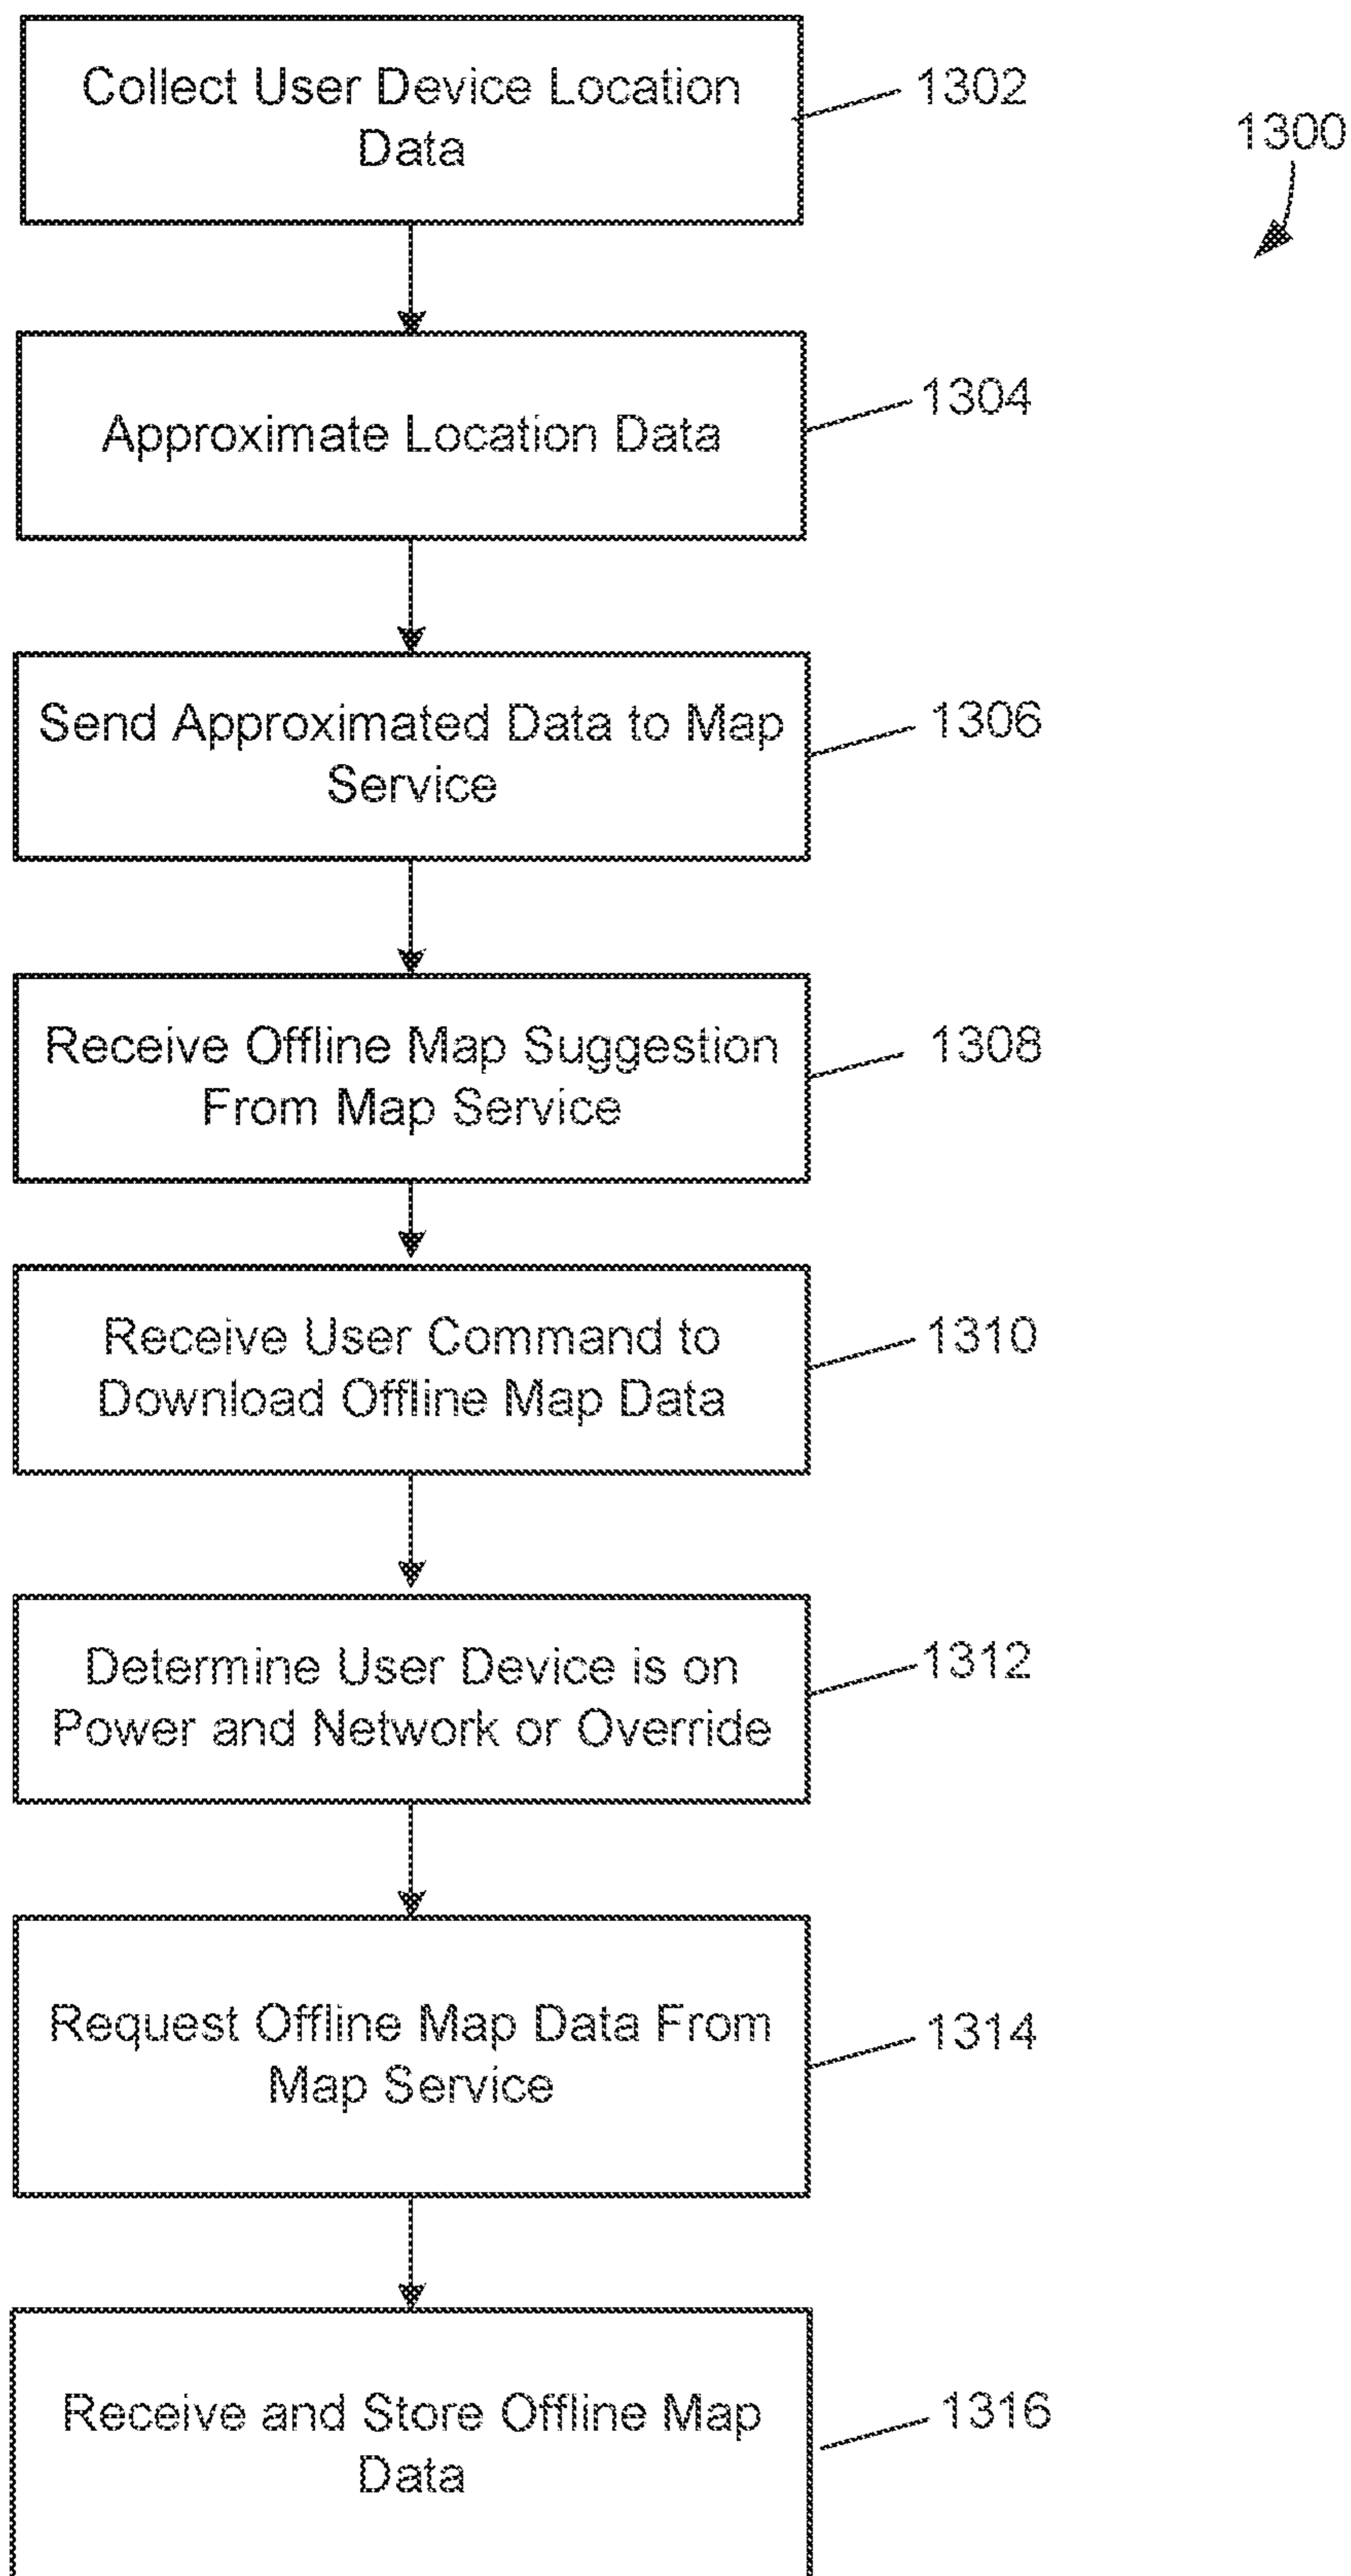 Collect User Device Location
Data
1302
1300
Approximate Location Data
1304
Send Approximated Data to Map
Service
1306
Receive Offline Map Suggestion
From Map Service
1308
Receive User Command to
Download Offline Map Data
1310
Determine User Device is on
Power and Network or Override
1312
Request Offline Map Data From
Map Service
1314
Receive and Store Offline Map
Data
1316